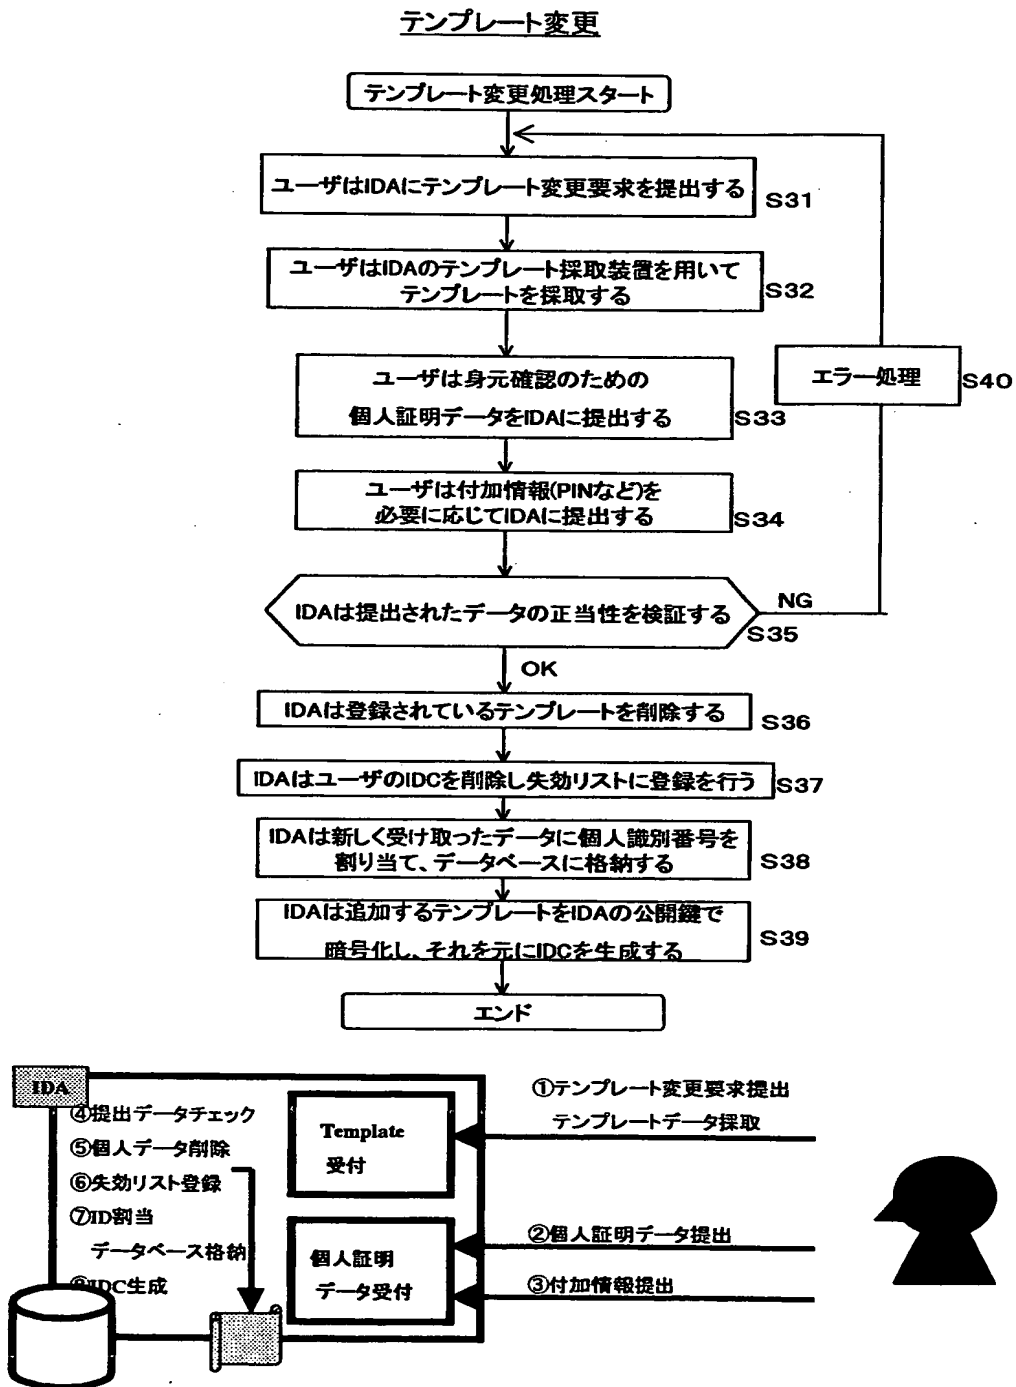 テンプレート変更
テンプレート変更処理スタート
ユーザはIDAにテンプレート変更要求を提出する
S31
ユーザはIDAのテンプレート採取装置を用いて
テンプレートを採取する
S32
ユーザは身元確認のための
個人証明データをIDAに提出する
S33
エラー処理
S40
ユーザは付加情報(PINなど)を
必要に応じてIDAに提出する
S34
IDAは提出されたデータの正当性を検証する
NG
S35
OK
IDAは登録されているテンプレートを削除する
S36
IDAはユーザのIDCを削除し失効リストに登録を行う
S37
IDAは新しく受け取ったデータに個人識別番号を
割り当て、データベースに格納する
S38
IDAは追加するテンプレートをIDAの公開鍵で
暗号化し、それを元にIDCを生成する
S39
エンド
IDA
④提出データチェック
⑤個人データ削除
⑥失効リスト登録
⑦ID割当
データベース格納
⑧IDC生成
Template
受付
個人証明
データ受付
①テンプレート変更要求提出
テンプレートデータ採取
②個人証明データ提出
③付加情報提出